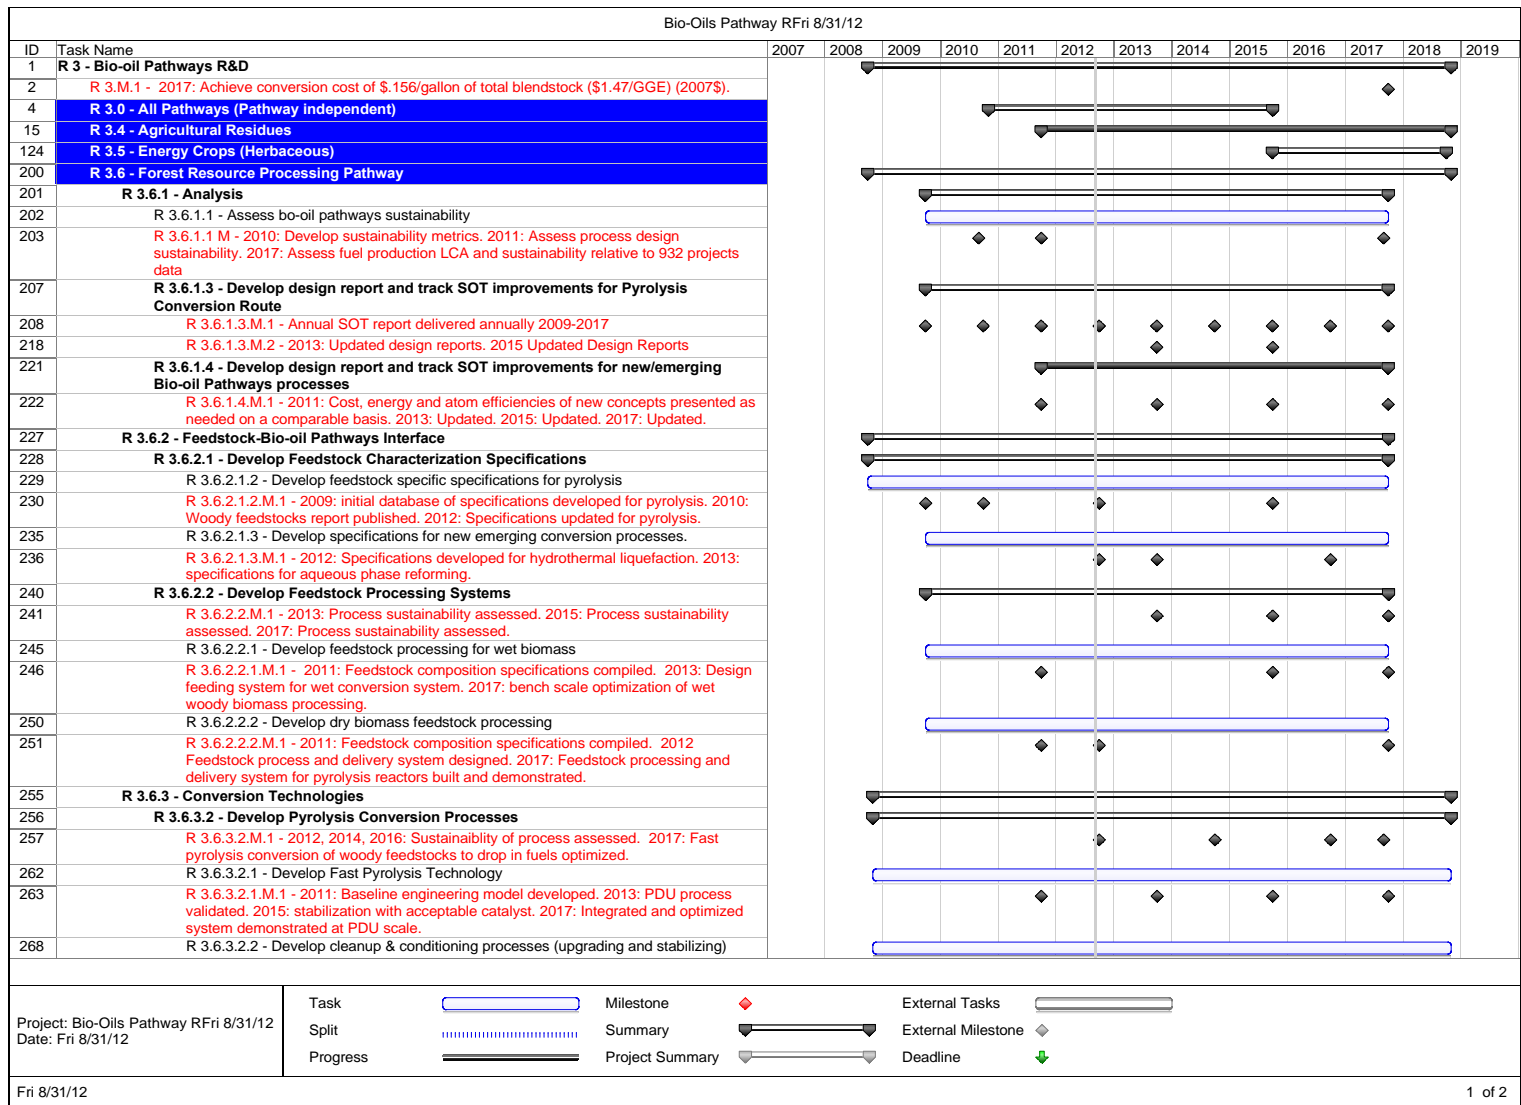 Bio-Oils Pathway RFri 8/31/12
ID Task Name 2007 2008 2009 2010 2011 2012 2013 2014 2015 2016 2017 2018 2019
1 R 3 - Bio-oil Pathways R&D
2 R 3.M.1 - 2017: Achieve conversion cost of $.156/gallon of total blendstock ($1.47/GGE) (2007$).
4 R 3.0 - All Pathways (Pathway independent)
15 R 3.4 - Agricultural Residues
124 R 3.5 - Energy Crops (Herbaceous)
200 R 3.6 - Forest Resource Processing Pathway
201 R 3.6.1 - Analysis
202 R 3.6.1.1 - Assess bo-oil pathways sustainability
203 R 3.6.1.1 M - 2010: Develop sustainability metrics. 2011: Assess process design
sustainability. 2017: Assess fuel production LCA and sustainability relative to 932 projects
data
207 R 3.6.1.3 - Develop design report and track SOT improvements for Pyrolysis
Conversion Route
208 R 3.6.1.3.M.1 - Annual SOT report delivered annually 2009-2017
218 R 3.6.1.3.M.2 - 2013: Updated design reports. 2015 Updated Design Reports
221 R 3.6.1.4 - Develop design report and track SOT improvements for new/emerging
Bio-oil Pathways processes
222 R 3.6.1.4.M.1 - 2011: Cost, energy and atom efficiencies of new concepts presented as
needed on a comparable basis. 2013: Updated. 2015: Updated. 2017: Updated.
227 R 3.6.2 - Feedstock-Bio-oil Pathways Interface
228 R 3.6.2.1 - Develop Feedstock Characterization Specifications
229 R 3.6.2.1.2 - Develop feedstock specific specifications for pyrolysis
230 R 3.6.2.1.2.M.1 - 2009: initial database of specifications developed for pyrolysis. 2010:
Woody feedstocks report published. 2012: Specifications updated for pyrolysis.
235 R 3.6.2.1.3 - Develop specifications for new emerging conversion processes.
236 R 3.6.2.1.3.M.1 - 2012: Specifications developed for hydrothermal liquefaction. 2013:
specifications for aqueous phase reforming.
240 R 3.6.2.2 - Develop Feedstock Processing Systems
241 R 3.6.2.2.M.1 - 2013: Process sustainability assessed. 2015: Process sustainability
assessed. 2017: Process sustainability assessed.
245 R 3.6.2.2.1 - Develop feedstock processing for wet biomass
246 R 3.6.2.2.1.M.1 - 2011: Feedstock composition specifications compiled. 2013: Design
feeding system for wet conversion system. 2017: bench scale optimization of wet
woody biomass processing.
250 R 3.6.2.2.2 - Develop dry biomass feedstock processing
251 R 3.6.2.2.2.M.1 - 2011: Feedstock composition specifications compiled. 2012
Feedstock process and delivery system designed. 2017: Feedstock processing and
delivery system for pyrolysis reactors built and demonstrated.
255 R 3.6.3 - Conversion Technologies
256 R 3.6.3.2 - Develop Pyrolysis Conversion Processes
257 R 3.6.3.2.M.1 - 2012, 2014, 2016: Sustainaiblity of process assessed. 2017: Fast
pyrolysis conversion of woody feedstocks to drop in fuels optimized.
262 R 3.6.3.2.1 - Develop Fast Pyrolysis Technology
263 R 3.6.3.2.1.M.1 - 2011: Baseline engineering model developed. 2013: PDU process
validated. 2015: stabilization with acceptable catalyst. 2017: Integrated and optimized
system demonstrated at PDU scale.
268 R 3.6.3.2.2 - Develop cleanup & conditioning processes (upgrading and stabilizing)
Project: Bio-Oils Pathway RFri 8/31/12
Date: Fri 8/31/12
Task Milestone External Tasks
Split Summary External Milestone
Progress Project Summary Deadline
Fri 8/31/12 1 of 2